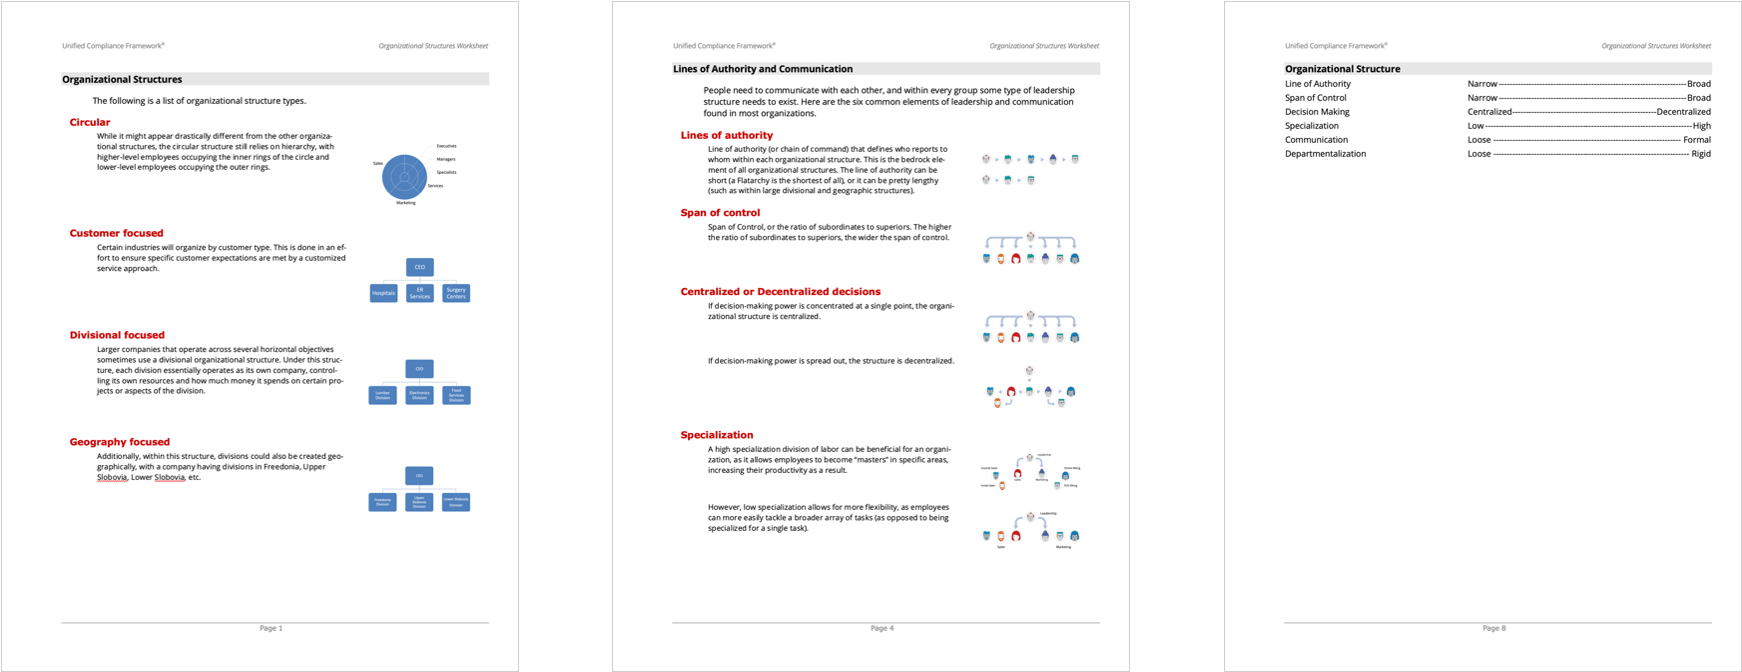 Unified Compliance Framework®
Organizational Structures Worksheet
Organizational Structures
The following is a list of organizational structure types.
Circular
While it might appear drastically different from the other organiza-
tional structures, the circular structure still relies on hierarchy, with
higher-level employees occupying the inner rings of the circle and
lower-level employees occupying the outer rings.
Executives
Managers
Sales
Specialists
Services
Marketing
Customer focused
Certain industries will organize by customer type. This is done in an ef-
fort to ensure specific customer expectations are met by a customized
service approach.
CEO
Hospitals
ER
Services
Surgery
Centers
Divisional focused
Larger companies that operate across several horizontal objectives
sometimes use a divisional organizational structure. Under this struc-
ture, each division essentially operates as its own company, control-
ling its own resources and how much money it spends on certain pro-
jects or aspects of the division.
Lumber
Division
Electronics
Division
Food
Services
Division
Geography focused
Additionally, within this structure, divisions could also be created geo-
graphically, with a company having divisions in Freedonia, Upper
Slobovia, Lower Slobovia, etc.
Freedonia
Division
Upper
Slobovia
Division
Lower Slobovia
Division
Page 1
Unified Compliance Framework®
Organizational Structures Worksheet
Lines of Authority and Communication
People need to communicate with each other, and within every group some type of leadership
structure needs to exist. Here are the six common elements of leadership and communication
found in most organizations.
Lines of authority
Line of authority (or chain of command) that defines who reports to
whom within each organizational structure. This is the bedrock ele-
ment of all organizational structures. The line of authority can be
short (a Flatarchy is the shortest of all), or it can be pretty lengthy
(such as within large divisional and geographic structures).
Span of control
Span of Control, or the ratio of subordinates to superiors. The higher
the ratio of subordinates to superiors, the wider the span of control.
Centralized or Decentralized decisions
If decision-making power is concentrated at a single point, the organi-
zational structure is centralized.
If decision-making power is spread out, the structure is decentralized.
Specialization
A high specialization division of labor can be beneficial for an organi-
zation, as it allows employees to become “masters” in specific areas,
increasing their productivity as a result.
Leadership
Sales
Marketing
However, low specialization allows for more flexibility, as employees
can more easily tackle a broader array of tasks (as opposed to being
specialized for a single task).
Leadership
Sales
Marketing
Page 4
Unified Compliance Framework®
Organizational Structures Worksheet
Organizational Structure
Line of Authority Narrow Broad
Span of Control Narrow Broad
Decision Making Centralized Decentralized
Specialization Low High
Communication Loose Formal
Departmentalization Loose Rigid
Page 8